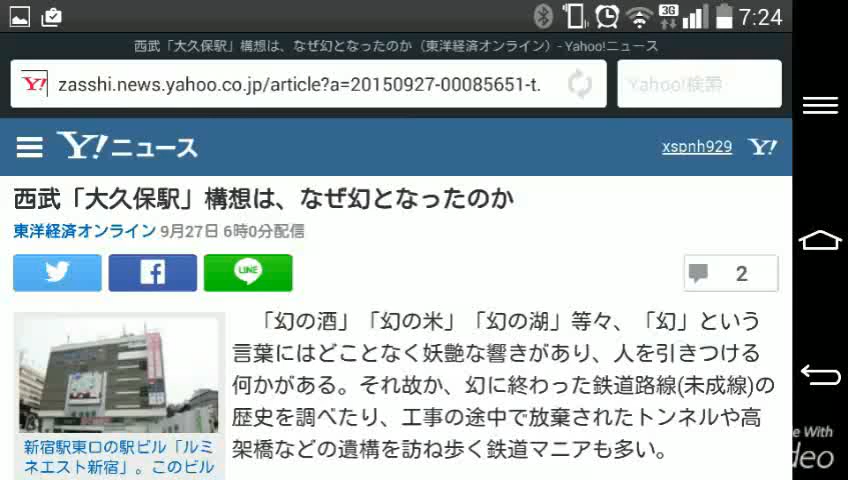 3G
7:24
西武「大久保駅」構想は、なぜ幻となったのか（東洋経済オンライン）- Yahoo!ニュース
Y! zasshi.news.yahoo.co.jp/article?a=20150927-00085651-t.
Yahoo!検索
Y!ニュース
xspnh929 Y!
西武「大久保駅」構想は、なぜ幻となったのか
東洋経済オンライン 9月27日 6時0分配信
LINE
2
「幻の酒」「幻の米」「幻の湖」等々、「幻」という
言葉にはどことなく妖艶な響きがあり、人を引きつける
何かがある。それ故か、幻に終わった鉄道路線(未成線)の
歴史を調べたり、工事の途中で放棄されたトンネルや高
架橋などの遺構を訪ね歩く鉄道マニアも多い。
新宿駅東口の駅ビル「ルミ
ネエスト新宿」。このビル
e With
deo